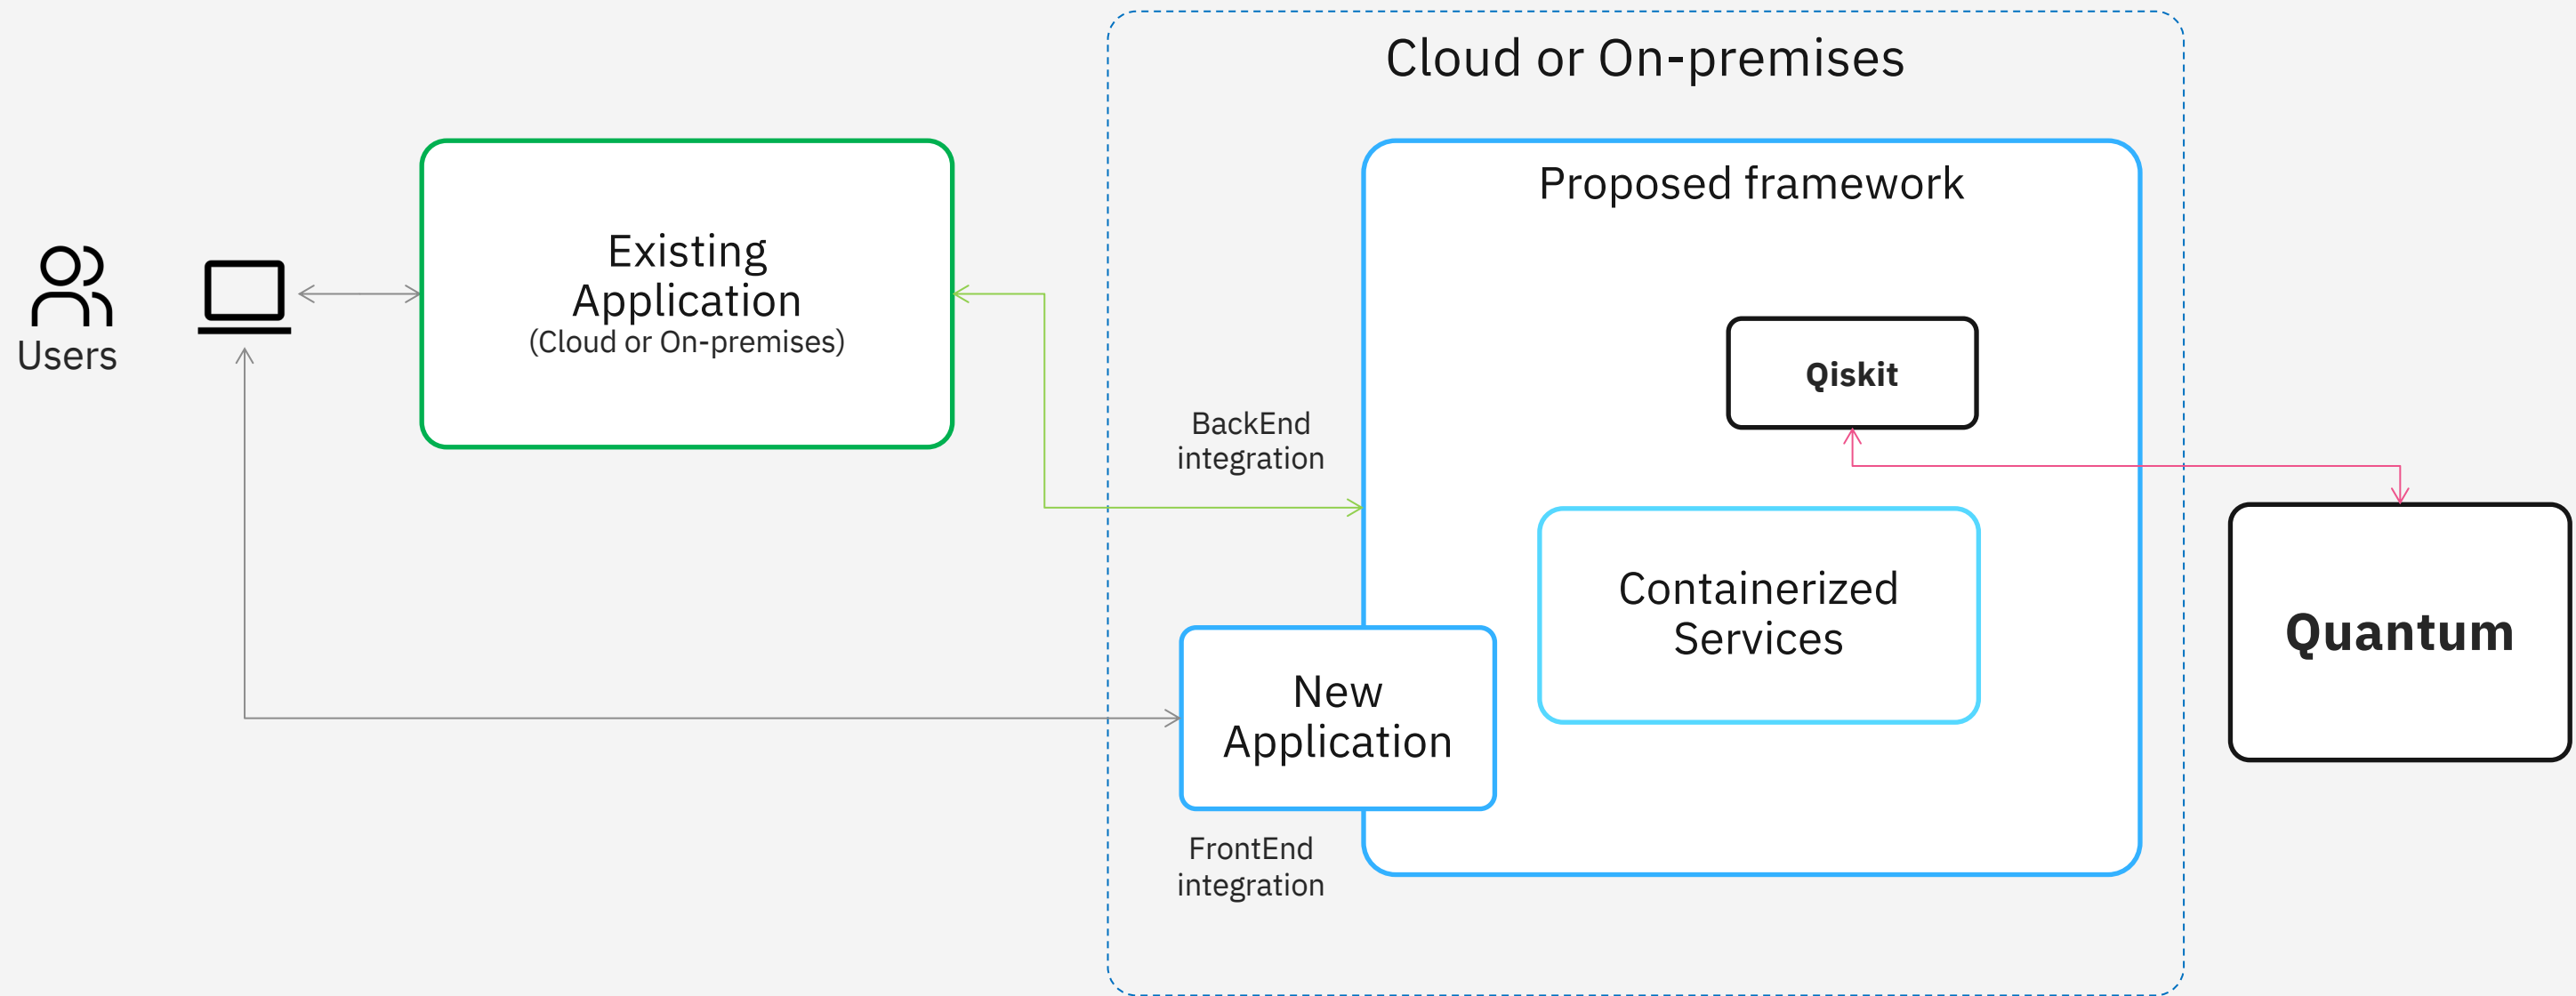 Cloud or On-premises
Proposed framework
Users
Existing
Application
(Cloud or On-premises)
BackEnd
integration
Qiskit
Containerized
Services
Quantum
New
Application
FrontEnd
integration